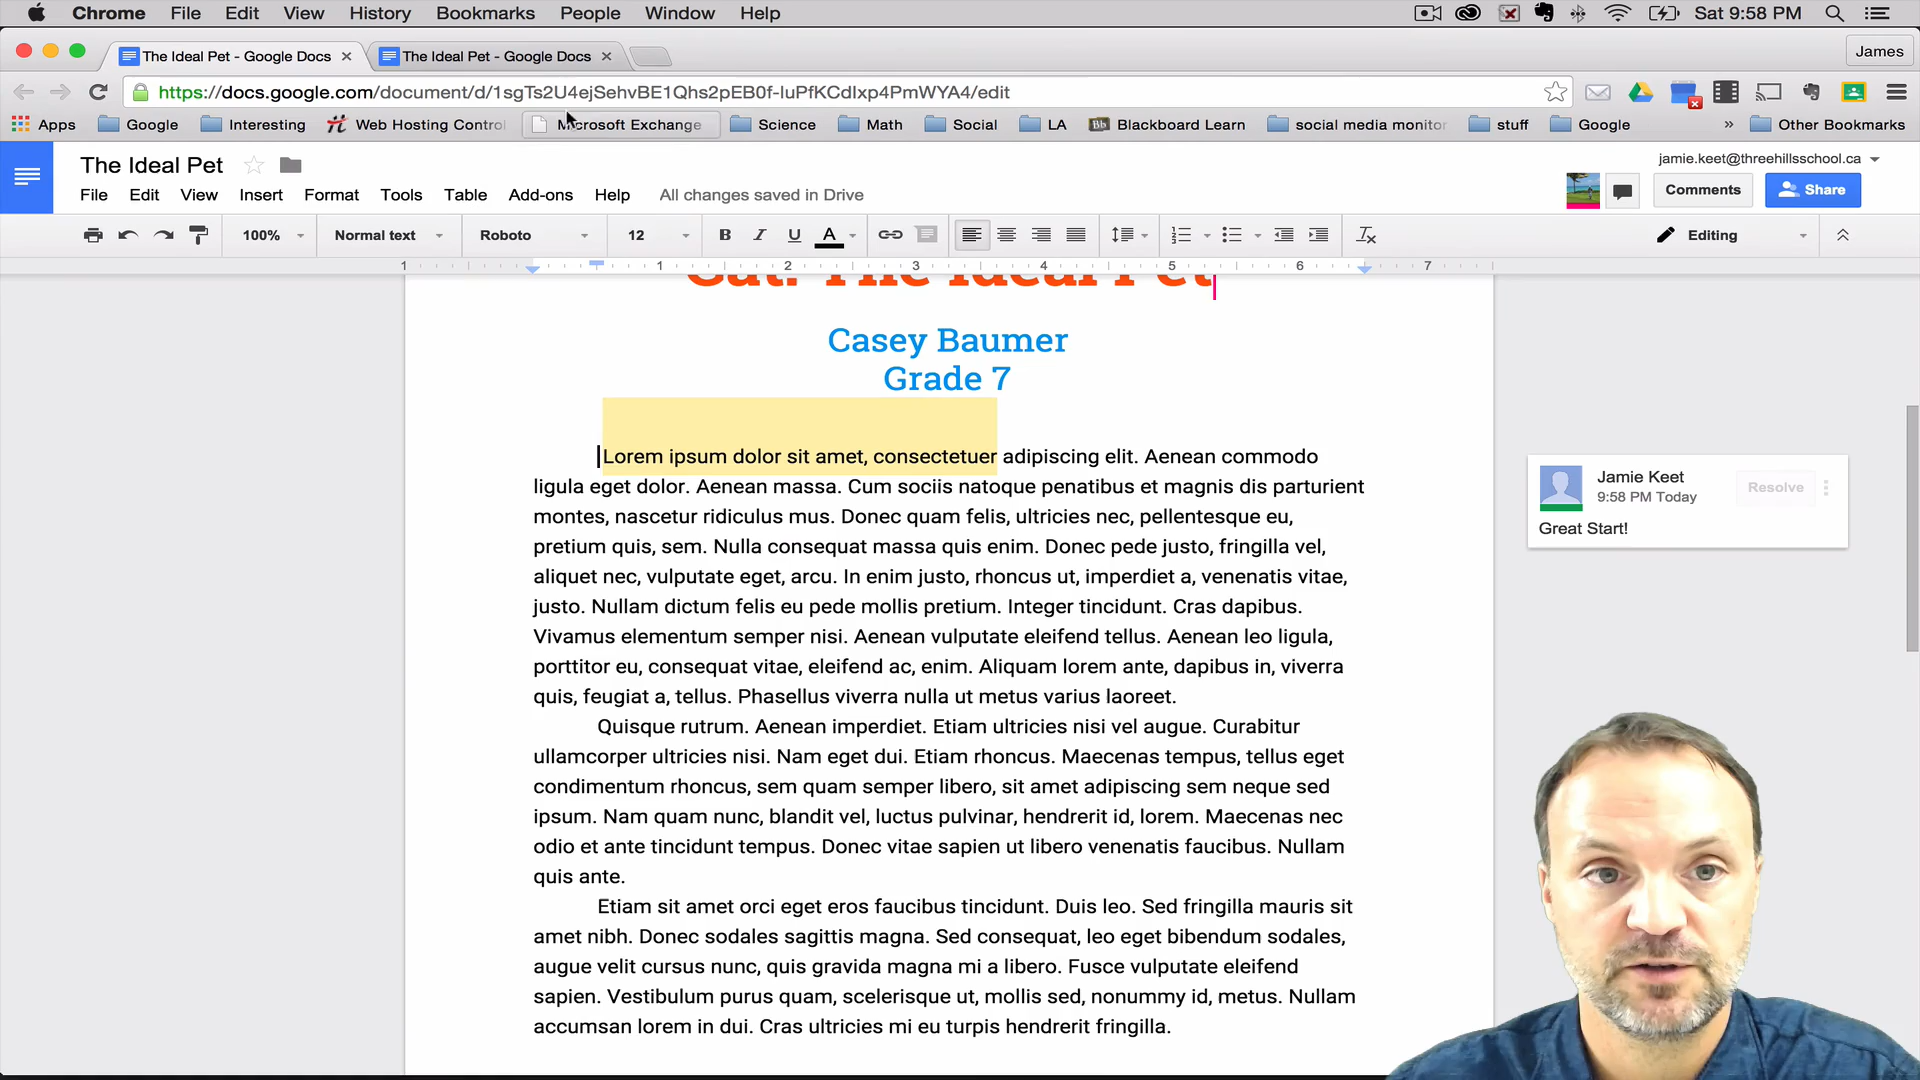 Chrome File Edit View History Bookmarks People Window Help Sat 9:58 PM
The Ideal Pet - Google Docs The Ideal Pet - Google Docs James
https://docs.google.com/document/d/1sgTs2U4ejSehvBE1Qhs2pEB0f-luPfKCdIxp4PmWYA4/edit
Apps Google Interesting Web Hosting Contro Microsoft Exchange Science Math Social LA Bb Blackboard Learn social media monitor stuff Google » Other Bookmarks
The Ideal Pet jamie.keet@threehillsschool.ca
File Edit View Insert Format Tools Table Add-ons Help All changes saved in Drive Comments Share
100% Normal text Roboto 12 B I U A Editing
1 1 2 3 4 5 6 7
Cat: The Ideal Pet
Casey Baumer
Grade 7
Lorem ipsum dolor sit amet, consectetuer adipiscing elit. Aenean commodo
ligula eget dolor. Aenean massa. Cum sociis natoque penatibus et magnis dis parturient
montes, nascetur ridiculus mus. Donec quam felis, ultricies nec, pellentesque eu,
pretium quis, sem. Nulla consequat massa quis enim. Donec pede justo, fringilla vel,
aliquet nec, vulputate eget, arcu. In enim justo, rhoncus ut, imperdiet a, venenatis vitae,
justo. Nullam dictum felis eu pede mollis pretium. Integer tincidunt. Cras dapibus.
Vivamus elementum semper nisi. Aenean vulputate eleifend tellus. Aenean leo ligula,
porttitor eu, consequat vitae, eleifend ac, enim. Aliquam lorem ante, dapibus in, viverra
quis, feugiat a, tellus. Phasellus viverra nulla ut metus varius laoreet.
Quisque rutrum. Aenean imperdiet. Etiam ultricies nisi vel augue. Curabitur
ullamcorper ultricies nisi. Nam eget dui. Etiam rhoncus. Maecenas tempus, tellus eget
condimentum rhoncus, sem quam semper libero, sit amet adipiscing sem neque sed
ipsum. Nam quam nunc, blandit vel, luctus pulvinar, hendrerit id, lorem. Maecenas nec
odio et ante tincidunt tempus. Donec vitae sapien ut libero venenatis faucibus. Nullam
quis ante.
Etiam sit amet orci eget eros faucibus tincidunt. Duis leo. Sed fringilla mauris sit
amet nibh. Donec sodales sagittis magna. Sed consequat, leo eget bibendum sodales,
augue velit cursus nunc, quis gravida magna mi a libero. Fusce vulputate eleifend
sapien. Vestibulum purus quam, scelerisque ut, mollis sed, nonummy id, metus. Nullam
accumsan lorem in dui. Cras ultricies mi eu turpis hendrerit fringilla.
Jamie Keet
9:58 PM Today
Resolve
Great Start!